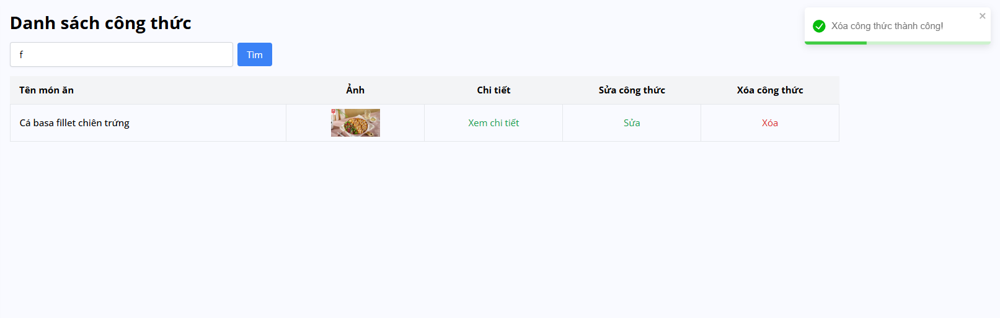 Danh sách công thức
Xóa công thức thành công!
f
Tìm
Tên món ăn
Ảnh
Chi tiết
Sửa công thức
Xóa công thức
Cá basa fillet chiên trứng
Xem chi tiết
Sửa
Xóa